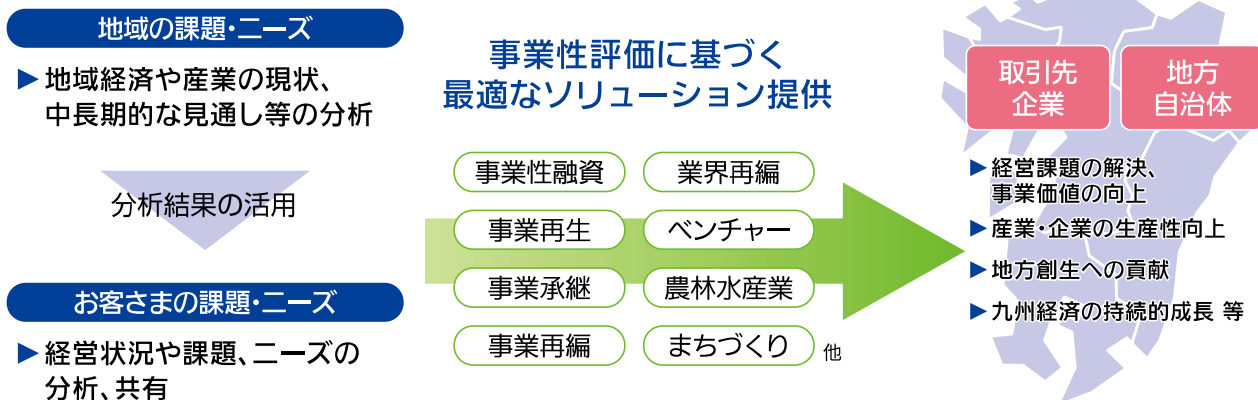 地域の課題・ニーズ
▶地域経済や産業の現状、
中長期的な見通し等の分析
分析結果の活用
お客さまの課題・ニーズ
▶経営状況や課題、ニーズの
分析、共有
事業性評価に基づく
最適なソリューション提供
事業性融資
業界再編
事業再生
ベンチャー
事業承継
農林水産業
事業再編
まちづくり 他
取引先
企業
地方
自治体
▶経営課題の解決、
事業価値の向上
▶産業・企業の生産性向上
▶地方創生への貢献
▶九州経済の持続的成長 等